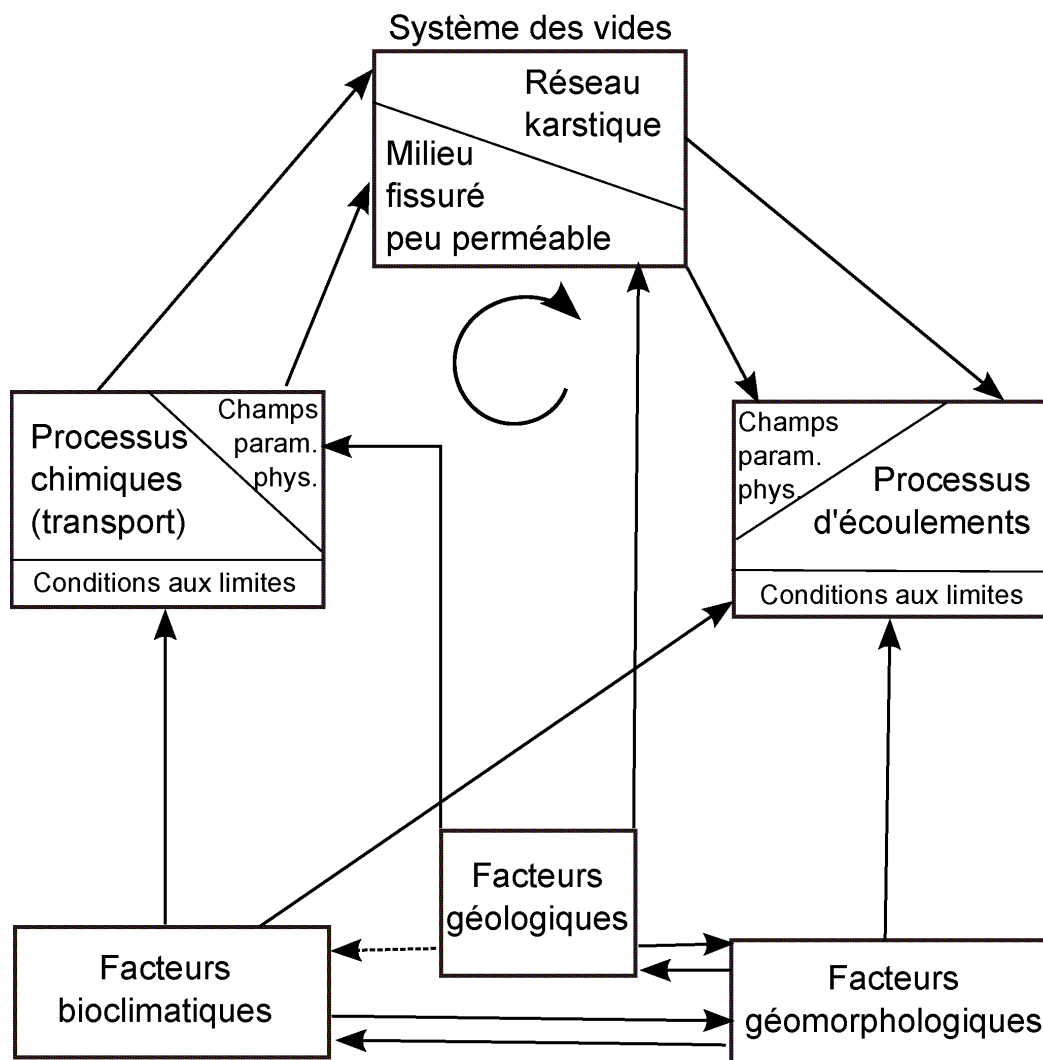 Système des vides
Réseau
karstique
Milieu
fissuré
peu perméable
Processus
chimiques
(transport)
Champs
param.
phys.
Conditions aux limites
Champs
param.
phys.
Processus
d'écoulements
Conditions aux limites
Facteurs
géologiques
Facteurs
bioclimatiques
Facteurs
géomorphologiques